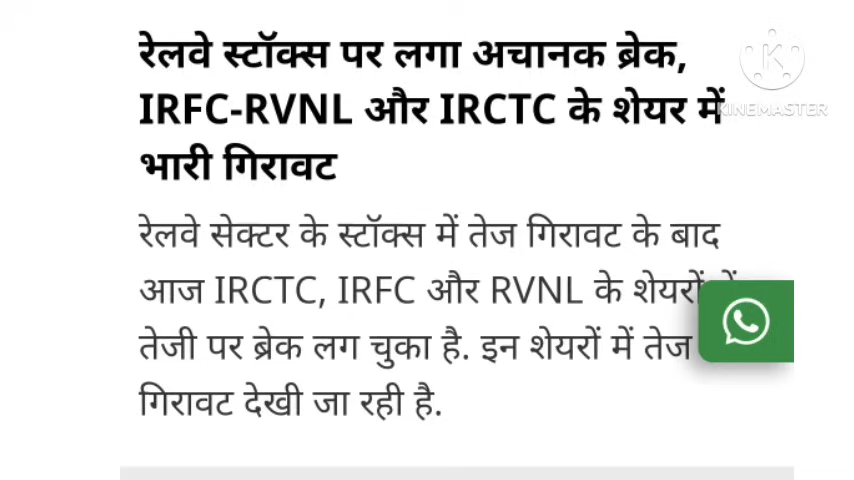 रेलवे स्टॉक्स पर लगा अचानक ब्रेक,
IRFC-RVNL और IRCTC के शेयर में
भारी गिरावट
रेलवे सेक्टर के स्टॉक्स में तेज गिरावट के बाद
आज IRCTC, IRFC और RVNL के शेयरों में
तेजी पर ब्रेक लग चुका है. इन शेयरों में तेज
गिरावट देखी जा रही है.
K
KINEMASTER